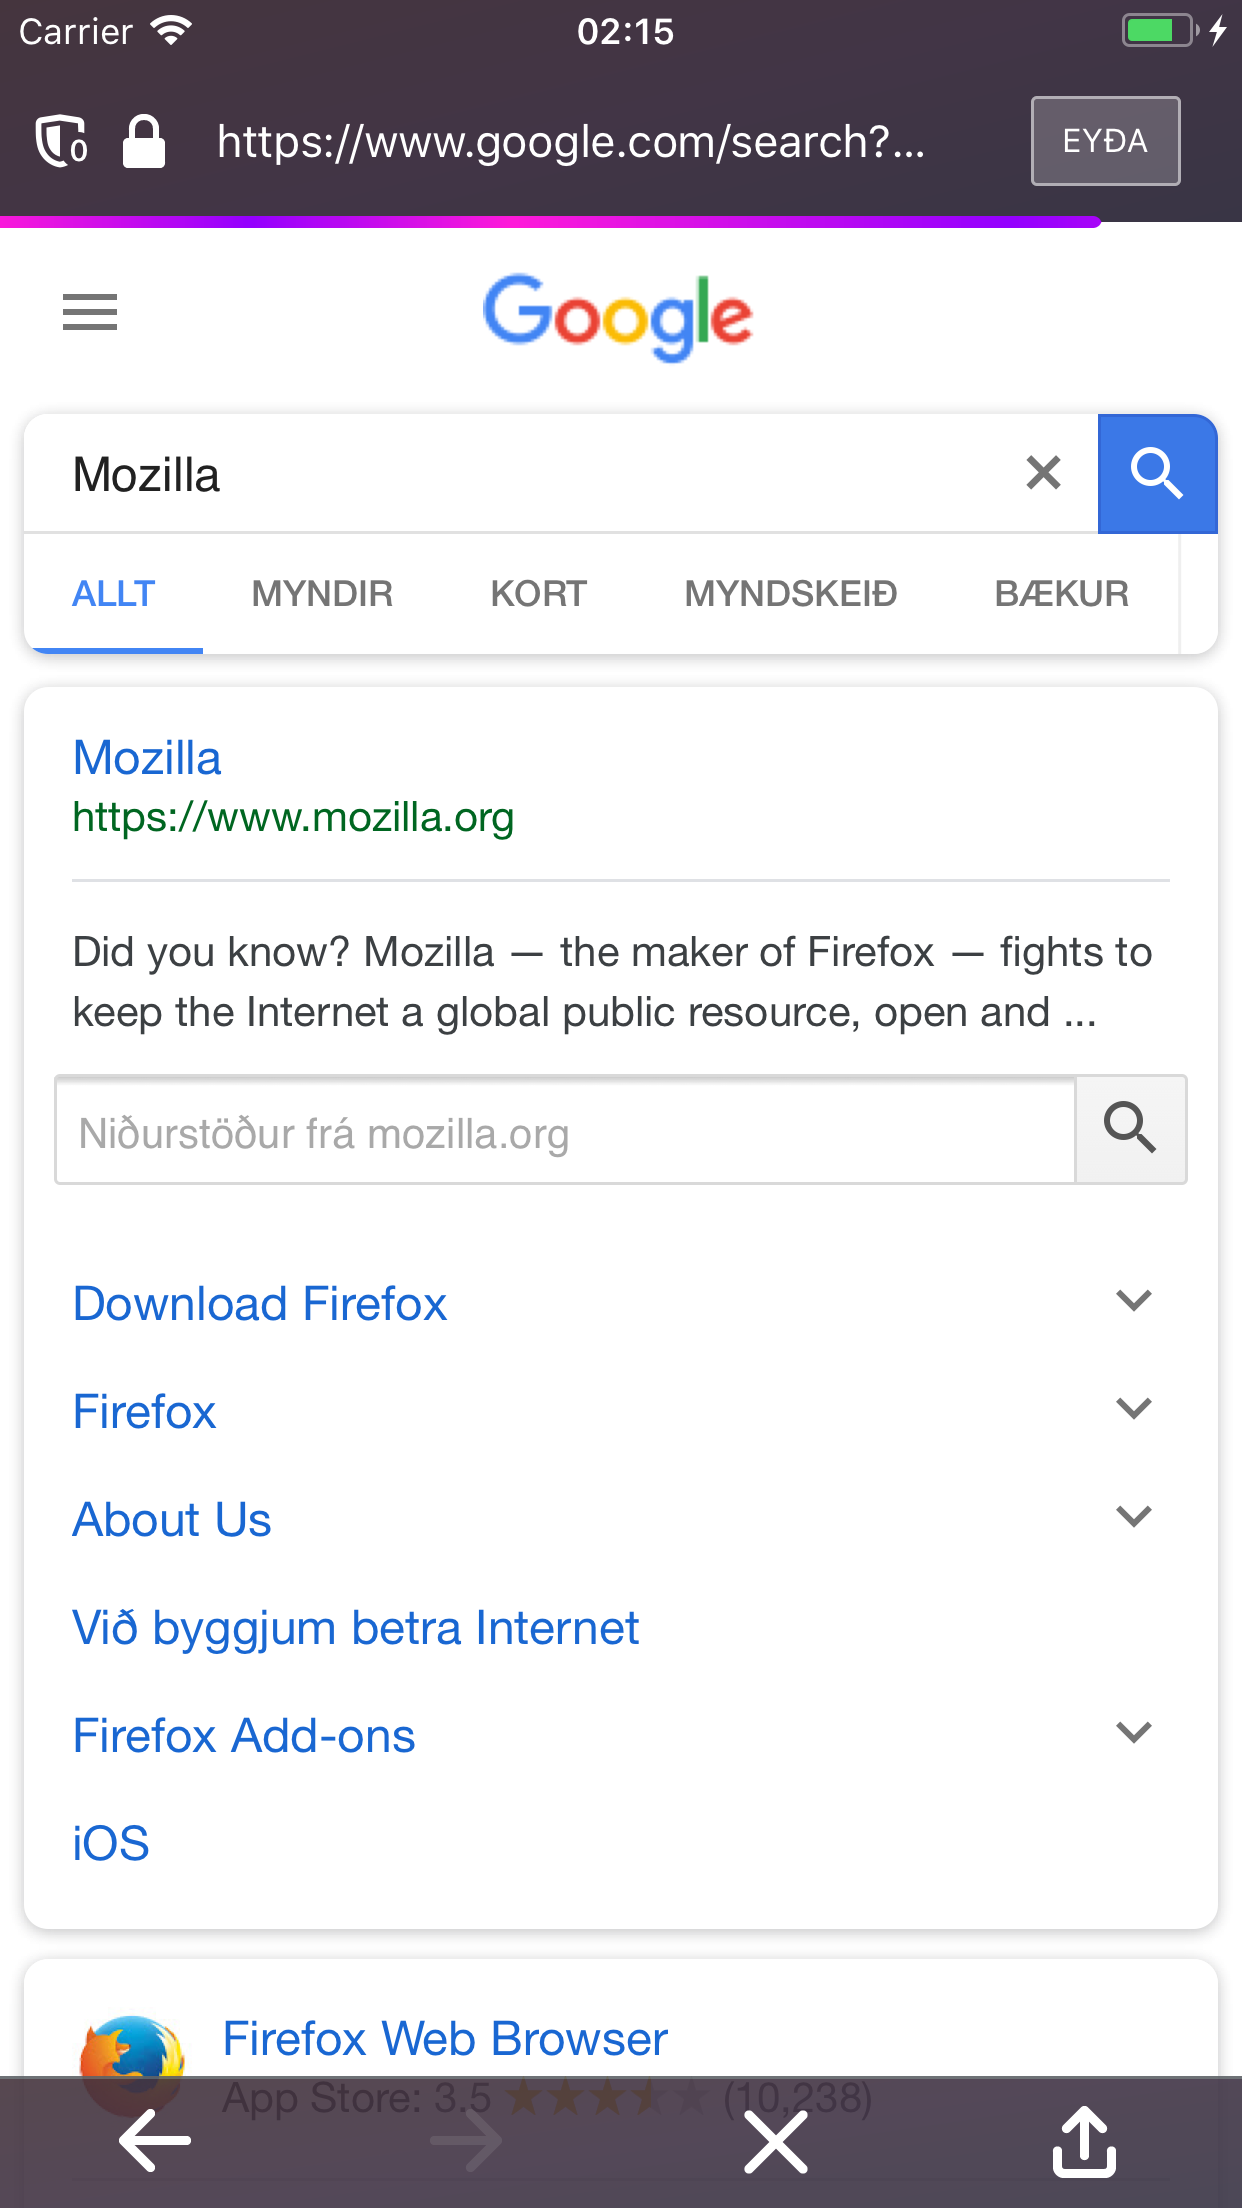 Carrier 02:15
0 https://www.google.com/search?... EYÐA
Google
Mozilla
ALLT MYNDIR KORT MYNDSKEIÐ BÆKUR
Mozilla
https://www.mozilla.org
Did you know? Mozilla — the maker of Firefox — fights to
keep the Internet a global public resource, open and ...
Niðurstöður frá mozilla.org
Download Firefox
Firefox
About Us
Við byggjum betra Internet
Firefox Add-ons
iOS
Firefox Web Browser
App Store: 3.5 (10,238)